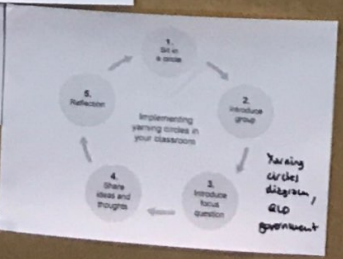 1.
Sit in
a circle
2.
Introduce
group
3.
Introduce
focus
question
4.
Share
ideas and
thoughts
5.
Reflection
Implementing
yarning circles in
your classroom
Yarning
circles
diagram,
QLD
government